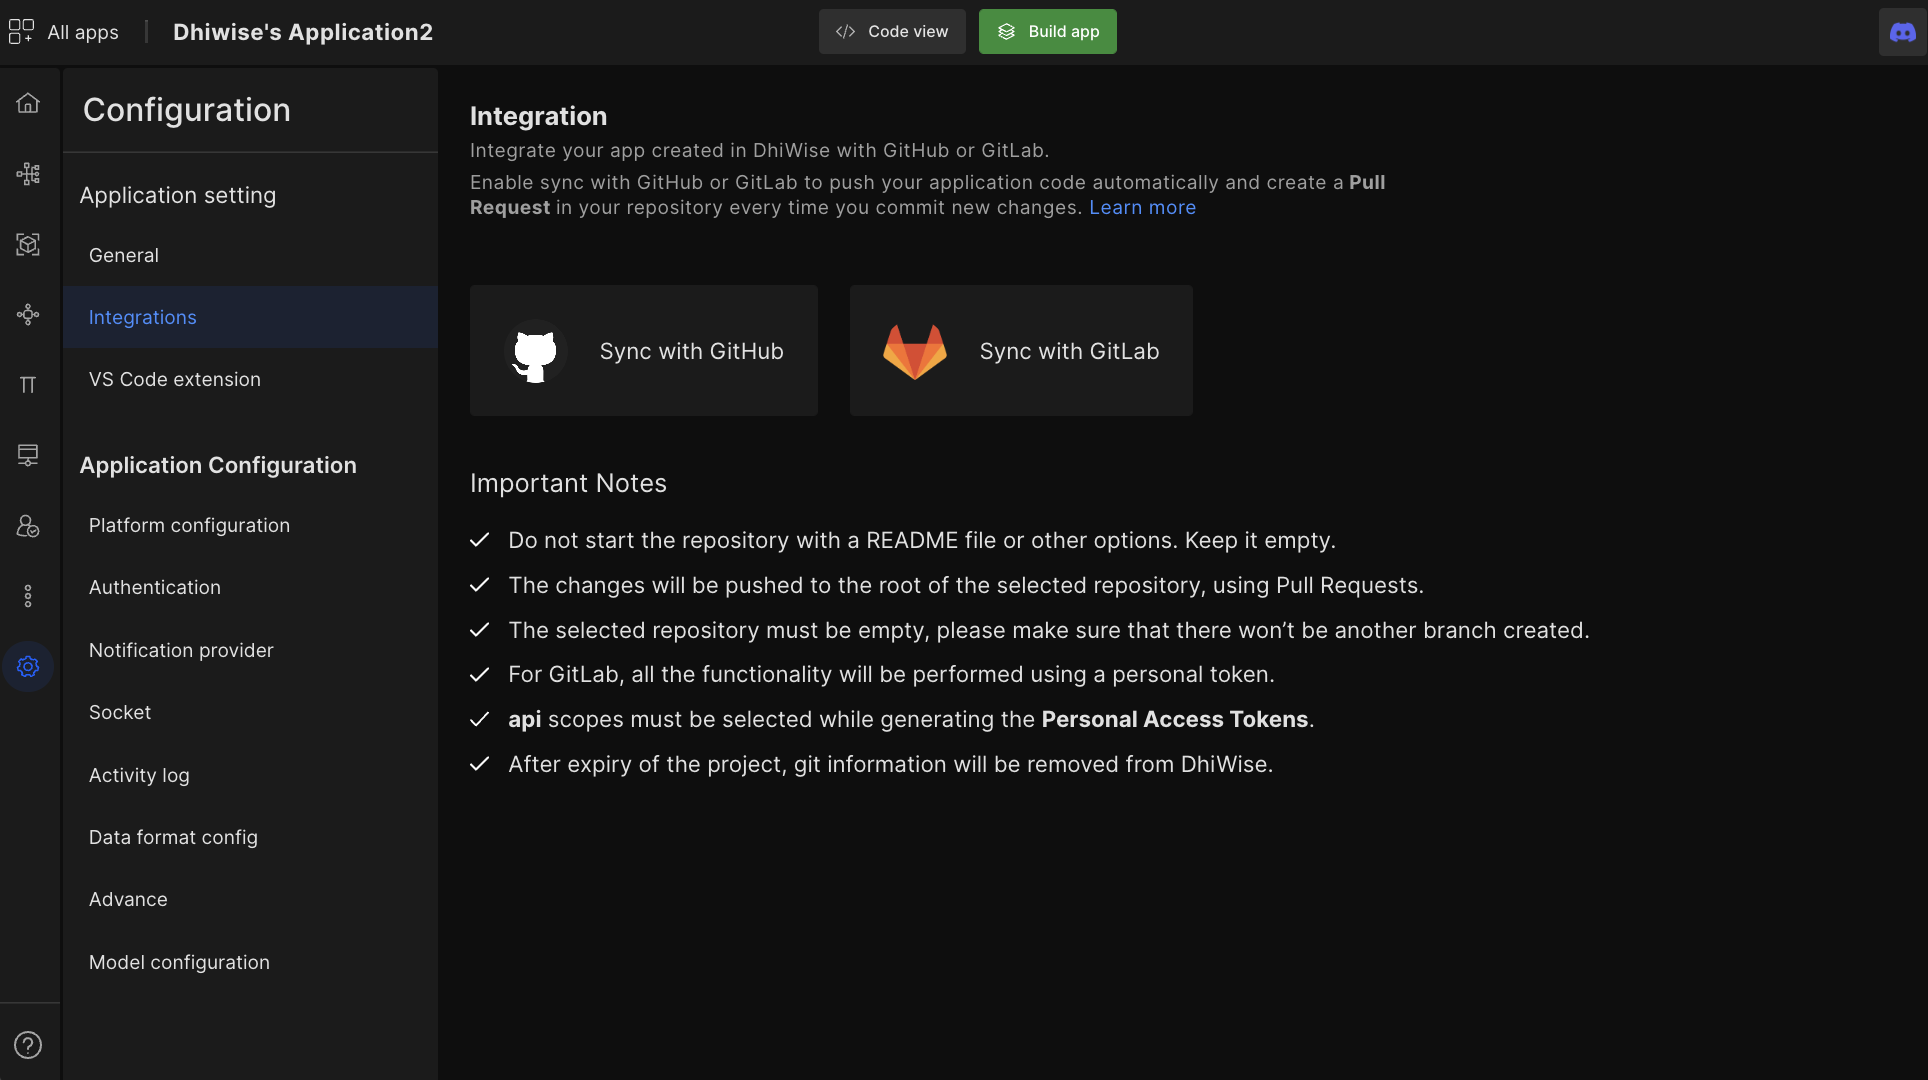 All apps
Dhiwise's Application2
</> Code view
Build app
Configuration
Application setting
General
Integrations
VS Code extension
Application Configuration
Platform configuration
Authentication
Notification provider
Socket
Activity log
Data format config
Advance
Model configuration
Integration
Integrate your app created in DhiWise with GitHub or GitLab.
Enable sync with GitHub or GitLab to push your application code automatically and create a Pull
Request in your repository every time you commit new changes. Learn more
Sync with GitHub
Sync with GitLab
Important Notes
Do not start the repository with a README file or other options. Keep it empty.
The changes will be pushed to the root of the selected repository, using Pull Requests.
The selected repository must be empty, please make sure that there won’t be another branch created.
For GitLab, all the functionality will be performed using a personal token.
api scopes must be selected while generating the Personal Access Tokens.
After expiry of the project, git information will be removed from DhiWise.